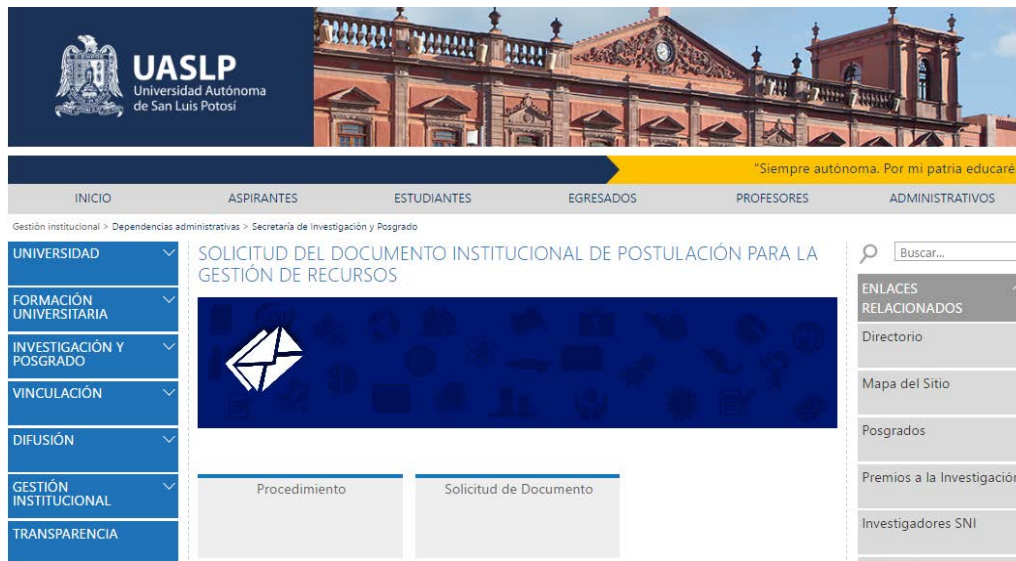 UASLP
Universidad Autónoma
de San Luis Potosí
"Siempre autónoma. Por mi patria educaré
INICIO
ASPIRANTES
ESTUDIANTES
EGRESADOS
PROFESORES
ADMINISTRATIVOS
Gestión institucional > Dependencias administrativas > Secretaría de Investigación y Posgrado
UNIVERSIDAD
FORMACIÓN
UNIVERSITARIA
INVESTIGACIÓN Y
POSGRADO
VINCULACIÓN
DIFUSIÓN
GESTIÓN
INSTITUCIONAL
TRANSPARENCIA
SOLICITUD DEL DOCUMENTO INSTITUCIONAL DE POSTULACIÓN PARA LA
GESTIÓN DE RECURSOS
Procedimiento
Solicitud de Documento
Buscar...
ENLACES
RELACIONADOS
Directorio
Mapa del Sitio
Posgrados
Premios a la Investigación
Investigadores SNI